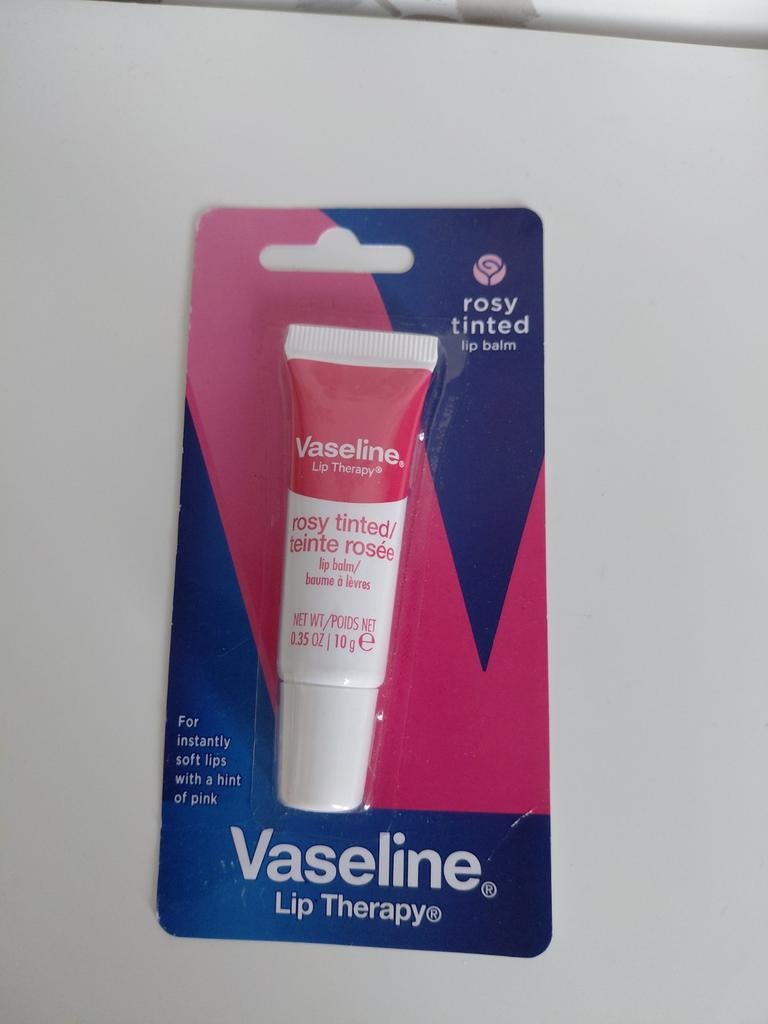 rosy
tinted
lip balm
Vaseline®
Lip Therapy®
rosy tinted/
teinte rosée
lip balm/
baume à lèvres
NET WT/POIDS NET
0.35 OZ | 10 g ℮
For
instantly
soft lips
with a hint
of pink
Vaseline®
Lip Therapy®